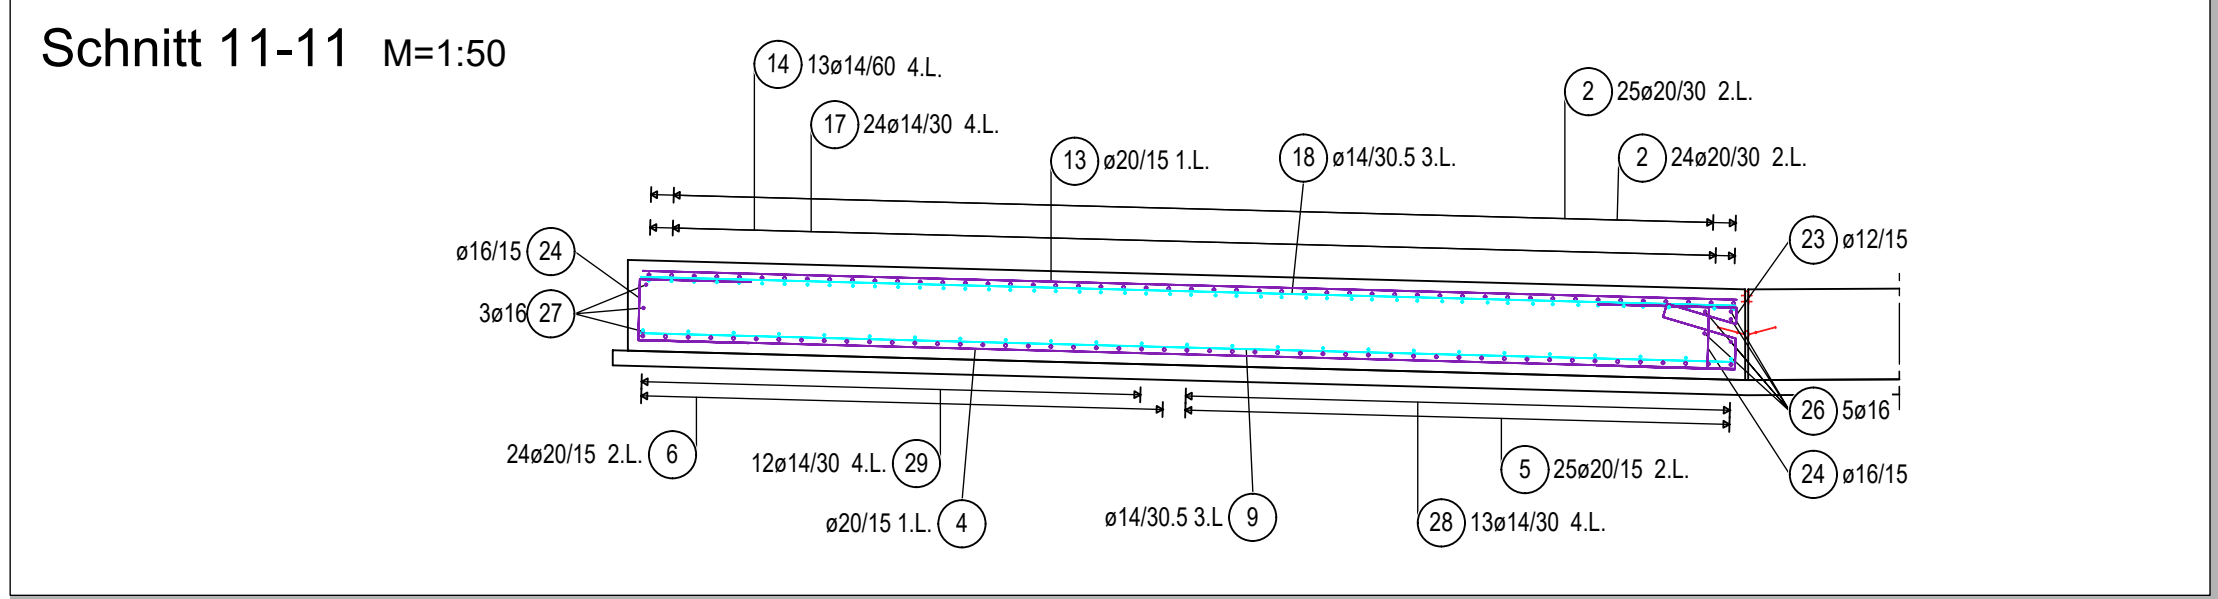 Schnitt 11-11 M=1:50
14 13ø14/60 4.L.
2 25ø20/30 2.L.
17 24ø14/30 4.L.
13 ø20/15 1.L.
18 ø14/30.5 3.L.
2 24ø20/30 2.L.
ø16/15 24
23 ø12/15
3ø16 27
26 5ø16
24ø20/15 2.L. 6
12ø14/30 4.L. 29
5 25ø20/15 2.L.
24 ø16/15
ø20/15 1.L. 4
ø14/30.5 3.L 9
28 13ø14/30 4.L.